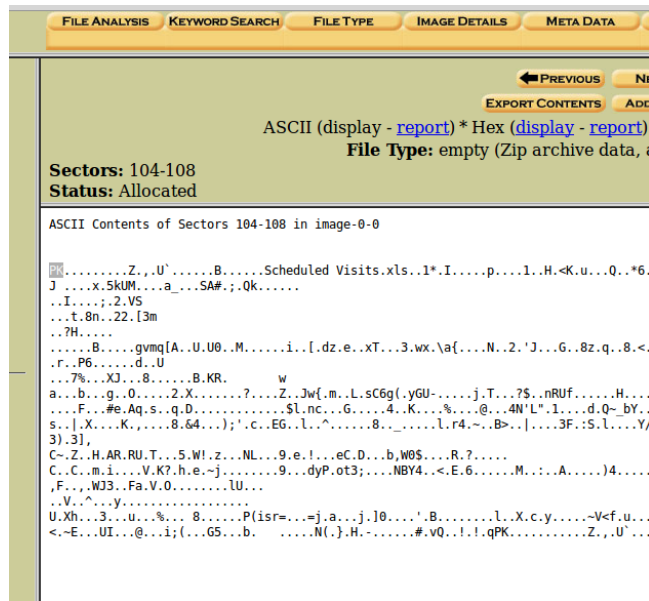 FILE ANALYSIS KEYWORD SEARCH FILE TYPE IMAGE DETAILS META DATA
PREVIOUS
EXPORT CONTENTS
ASCII (display - report) * Hex (display - report)
File Type: empty (Zip archive data,
Sectors: 104-108
Status: Allocated
ASCII Contents of Sectors 104-108 in image-0-0
PK.........Z.,.U`......B......Scheduled Visits.xls..1*.I.....p....1..H.<K.u...Q..*6.
J ....x.5kUM....a_...SA#.;.Qk......
..I....;.2.VS
...t.8n..22.[3m
..?H.....
......B.....gvmq[A..U.U0..M......i..[.dz.e..xT...3.wx.\a{....N..2.'J...G..8z.q..8.<.
.r..P6......d..U
...7%...XJ...8......B.KR. w
a...b...g..O.....2.X.......?....Z..Jw{.m..L.sC6g(.yGU-.....j.T...?$..nRUf......H....
....F...#e.Aq.s..q.D.............$l.nc...G.....4..K....%....@...4N'L".1....d.Q~_bY..
s..|.X....K.,....8.&4...);'.c..EG..l..^......8.._.....l.r4.~..B>..|....3F.:S.l....Y/
3).3],
C~.Z..H.AR.RU.T...5.W!.z...NL...9.e.!...eC.D...b,W0$....R.?.....
C..C..m.i....V.K?.h.e.~j........9...dyP.ot3;....NBY4..<.E.6......M..:..A.....)4.....
,F..,.WJ3..Fa.V.O........lU...
..V..^...y..................
U.Xh...3...u...%... 8......P(isr=...=j.a...j.]0....'.B........l..X.c.y.....~V<f.u...
<.~E...UI...@...i;(...G5...b. .....N(.}.H.-......#.vQ..!.!.qPK...........Z.,.U`...